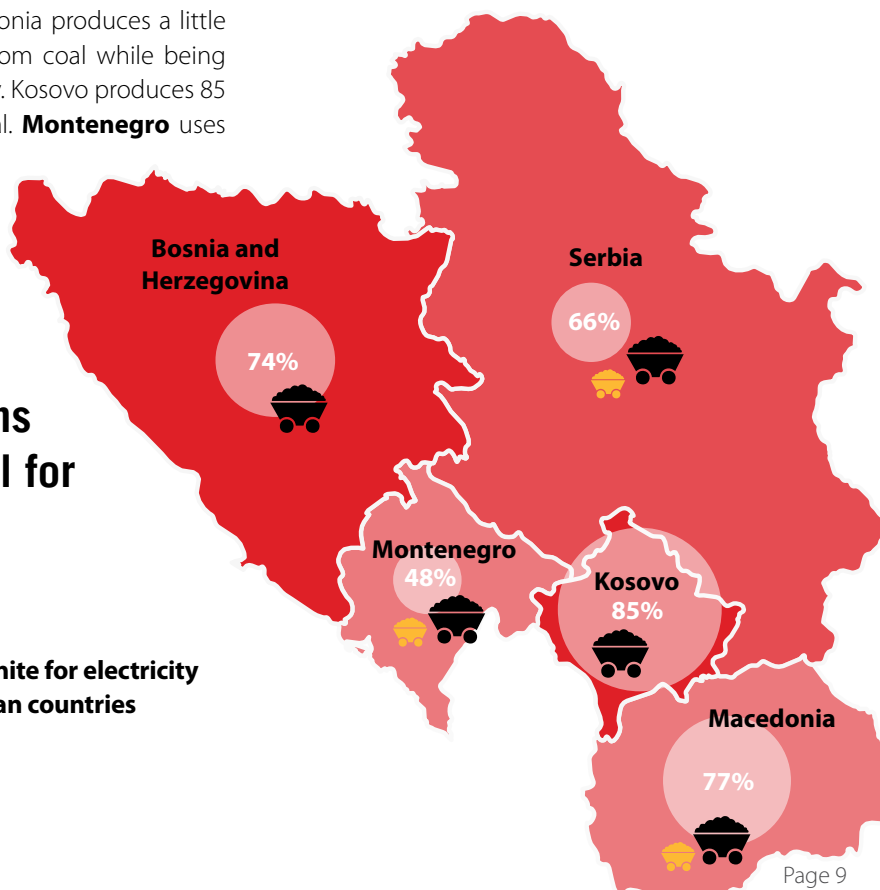 onia produces a little
om coal while being
. Kosovo produces 85
l. Montenegro uses
Bosnia and
Herzegovina
74%
Serbia
66%
ns
l for
Montenegro
48%
Kosovo
85%
nite for electricity
an countries
Macedonia
77%
Page 9